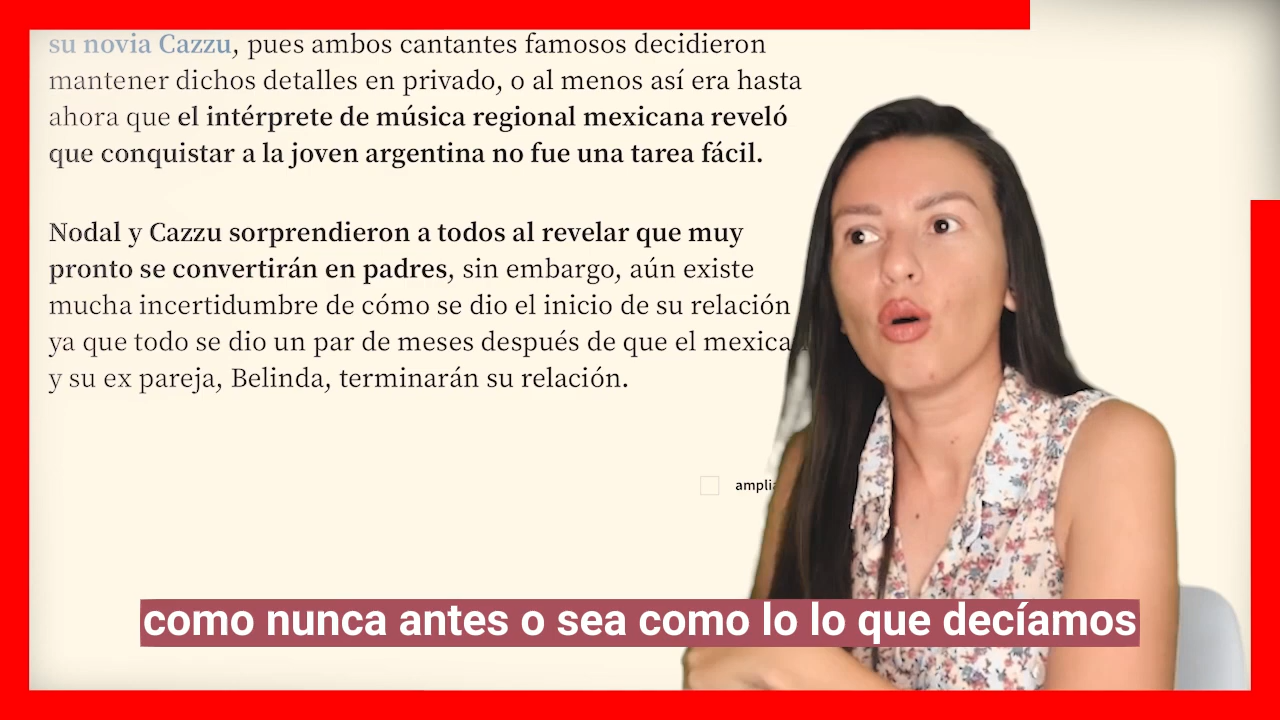 su novia Cazzu, pues ambos cantantes famosos decidieron
mantener dichos detalles en privado, o al menos así era hasta
ahora que el intérprete de música regional mexicana reveló
que conquistar a la joven argentina no fue una tarea fácil.
Nodal y Cazzu sorprendieron a todos al revelar que muy
pronto se convertirán en padres, sin embargo, aún existe
mucha incertidumbre de cómo se dio el inicio de su relación
ya que todo se dio un par de meses después de que el
y su ex pareja, Belinda, terminarán su relación.
como nunca antes o sea como lo lo que decíamos